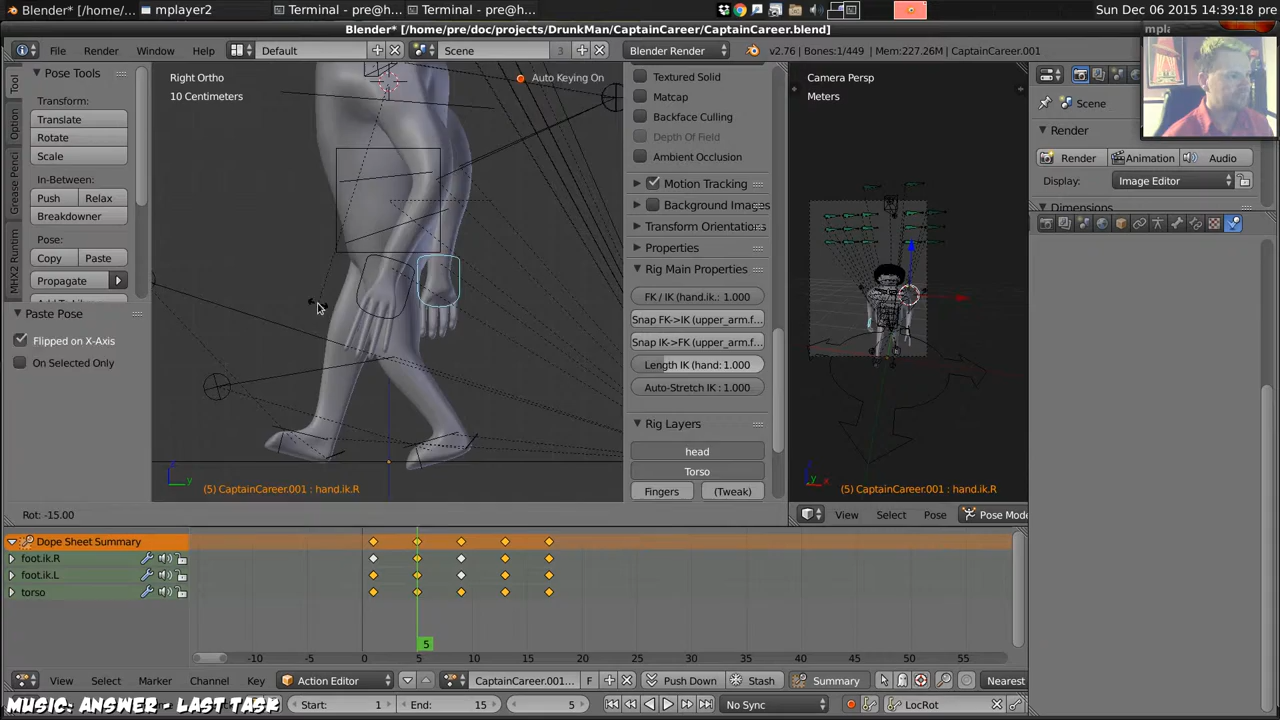 Blender* [/home/... mplayer2 Terminal - pre@h... Terminal - pre@h... Sun Dec 06 2015 14:39:18 pre
Blender* [/home/pre/doc/projects/DrunkMan/CaptainCareer/CaptainCareer.blend] mpla
File Render Window Help Default Scene 3 Blender Render v2.76 | Bones:1/449 | Mem:227.26M | CaptainCareer.001
Pose Tools
Transform:
Translate
Rotate
Scale
In-Between:
Push Relax
Breakdowner
Pose:
Copy Paste
Propagate
Paste Pose
Flipped on X-Axis
On Selected Only
Tool
Option
Grease Penci
MHX2 Runtim
Right Ortho
10 Centimeters
Auto Keying On
(5) CaptainCareer.001 : hand.ik.R
Textured Solid
Matcap
Backface Culling
Depth Of Field
Ambient Occlusion
Motion Tracking
Background Images
Transform Orientations
Properties
Rig Main Properties
FK / IK (hand.ik.: 1.000
Snap FK->IK (upper_arm.f...
Snap IK->FK (upper_arm.f...
Length IK (hand: 1.000
Auto-Stretch IK : 1.000
Rig Layers
head
Torso
Fingers (Tweak)
Camera Persp
Meters
(5) CaptainCareer.001 : hand.ik.R
View Select Pose Pose Mode
Scene
Render
Render Animation Audio
Display: Image Editor
Dimensions
Rot: -15.00
Dope Sheet Summary
foot.ik.R
foot.ik.L
torso
5
-10 -5 0 5 10 15 20 25 30 35 40 45 50 55
View Select Marker Channel Key Action Editor CaptainCareer.001... F Push Down Stash Summary Nearest
MUSIC: ANSWER - LAST TASK Start: 1 End: 15 5 No Sync LocRot